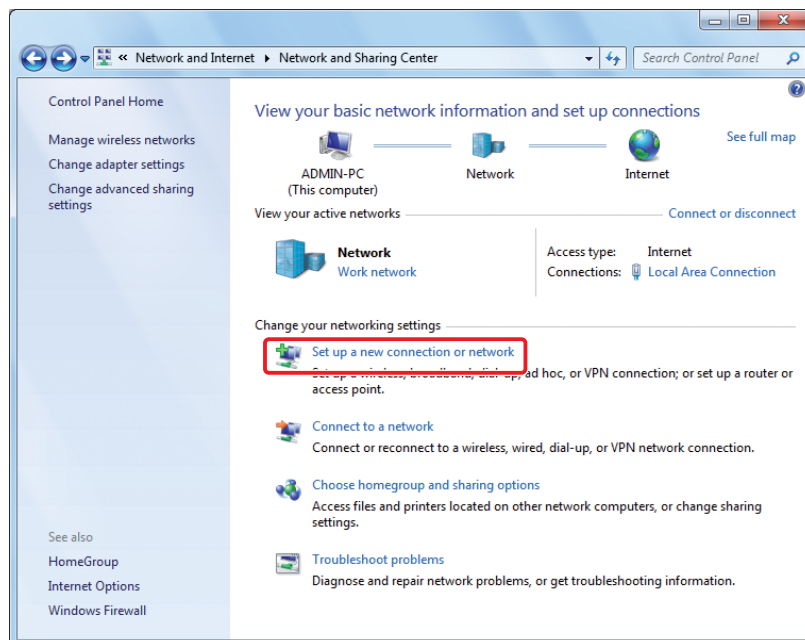 « Network and Internet ▸ Network and Sharing Center
Search Control Panel
Control Panel Home
Manage wireless networks
Change adapter settings
Change advanced sharing
settings
See also
HomeGroup
Internet Options
Windows Firewall
View your basic network information and set up connections
See full map
ADMIN-PC
(This computer)
Network
Internet
View your active networks
Connect or disconnect
Network
Work network
Access type: Internet
Connections: Local Area Connection
Change your networking settings
Set up a new connection or network
Set up a wireless, broadband, dial-up, ad hoc, or VPN connection; or set up a router or
access point.
Connect to a network
Connect or reconnect to a wireless, wired, dial-up, or VPN network connection.
Choose homegroup and sharing options
Access files and printers located on other network computers, or change sharing
settings.
Troubleshoot problems
Diagnose and repair network problems, or get troubleshooting information.